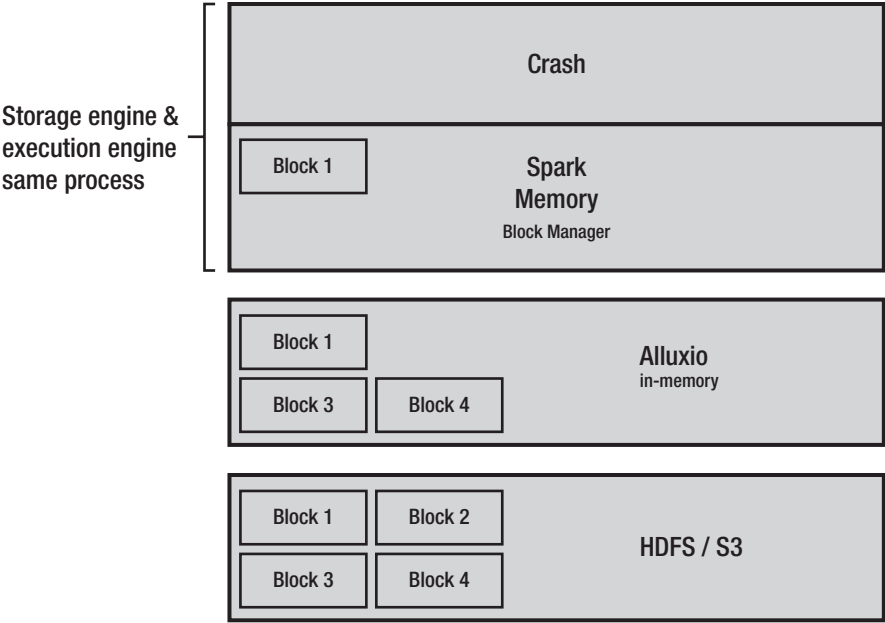 Crash
Storage engine &
execution engine
same process
Block 1
Spark
Memory
Block Manager
Block 1
Alluxio
in-memory
Block 3
Block 4
Block 1
Block 2
HDFS / S3
Block 3
Block 4